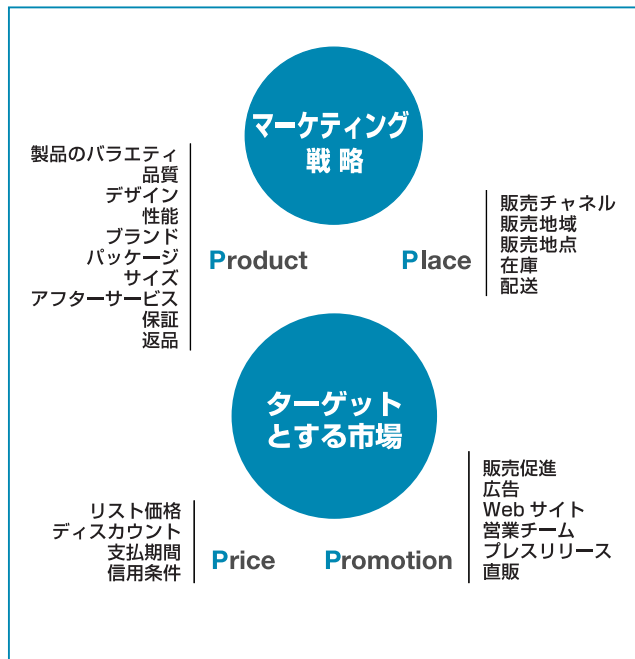 マーケティング
戦略
製品のバラエティ
品質
デザイン
性能
ブランド
パッケージ
サイズ
アフターサービス
保証
返品
Product
Place
販売チャネル
販売地域
販売地点
在庫
配送
ターゲット
とする市場
リスト価格
ディスカウント
支払期間
信用条件
Price
Promotion
販売促進
広告
Web サイト
営業チーム
プレスリリース
直販